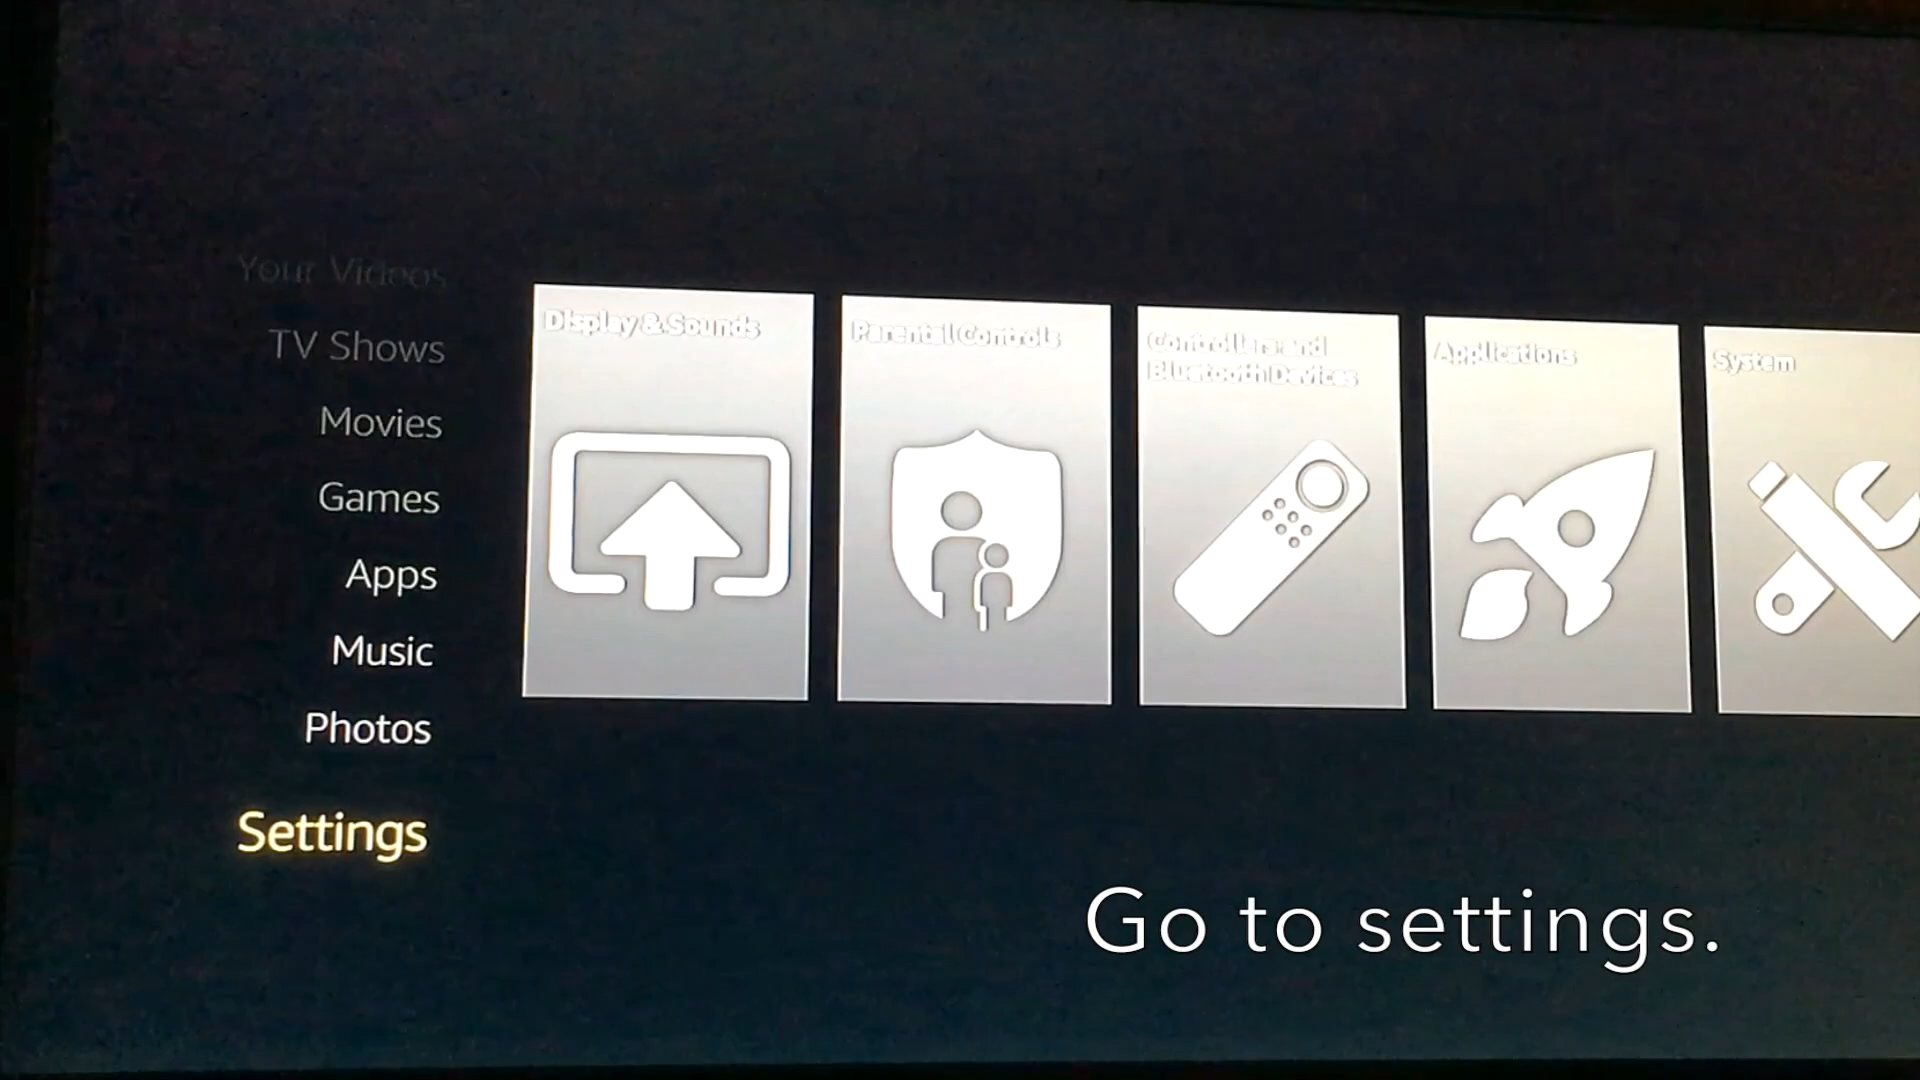 Your Videos
TV Shows
Movies
Games
Apps
Music
Photos
Settings
Display & Sounds
Parental Controls
Controllers and
Bluetooth Devices
Applications
System
Go to settings.